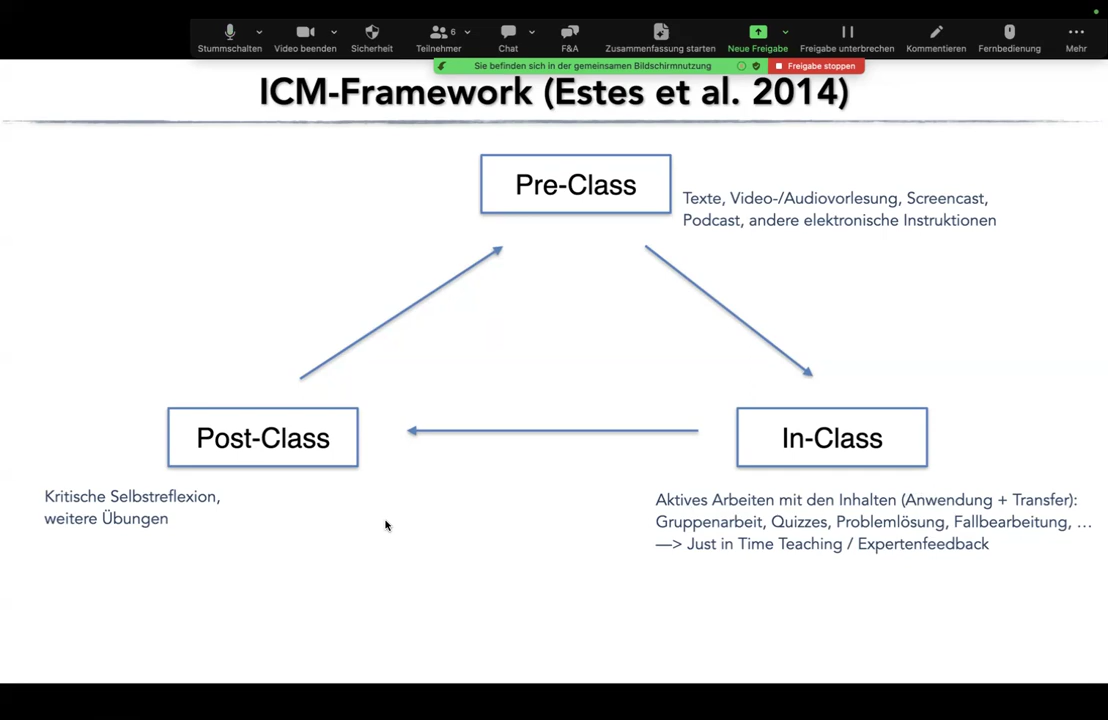 Stummschalten
Video beenden
Sicherheit
6
Teilnehmer
Chat
F&A
Zusammenfassung starten
Neue Freigabe
Freigabe unterbrechen
Kommentieren
Fernbedienung
Mehr
Sie befinden sich in der gemeinsamen Bildschirmnutzung
Freigabe stoppen
ICM-Framework (Estes et al. 2014)
Pre-Class
Texte, Video-/Audiovorlesung, Screencast,
Podcast, andere elektronische Instruktionen
Post-Class
Kritische Selbstreflexion,
weitere Übungen
In-Class
Aktives Arbeiten mit den Inhalten (Anwendung + Transfer):
Gruppenarbeit, Quizzes, Problemlösung, Fallbearbeitung, …
—> Just in Time Teaching / Expertenfeedback